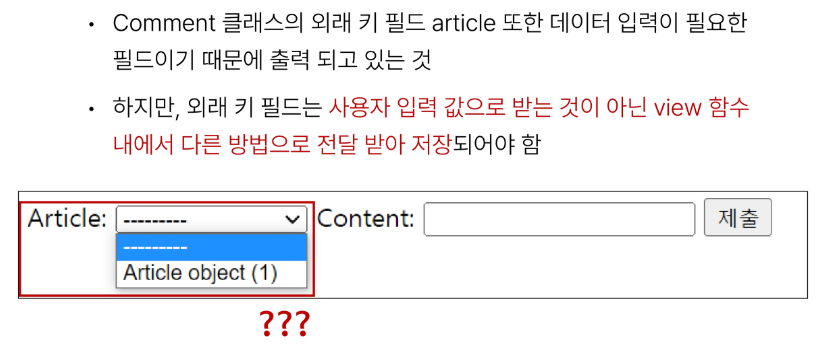 • Comment 클래스의 외래 키 필드 article 또한 데이터 입력이 필요한
필드이기 때문에 출력 되고 있는 것
• 하지만, 외래 키 필드는 사용자 입력 값으로 받는 것이 아닌 view 함수
내에서 다른 방법으로 전달 받아 저장되어야 함
Article: --------- Content: 제출
---------
Article object (1)
???